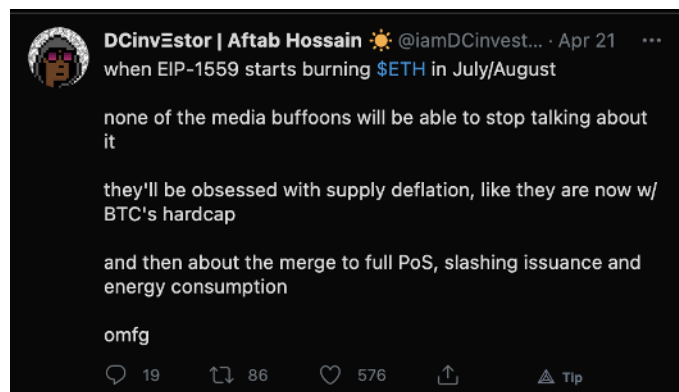 DCinvΞstor | Aftab Hossain ☀️ @iamDCinvest... · Apr 21 ···
when EIP-1559 starts burning $ETH in July/August
none of the media buffoons will be able to stop talking about
it
they'll be obsessed with supply deflation, like they are now w/
BTC's hardcap
and then about the merge to full PoS, slashing issuance and
energy consumption
omfg
19 86 576 Tip